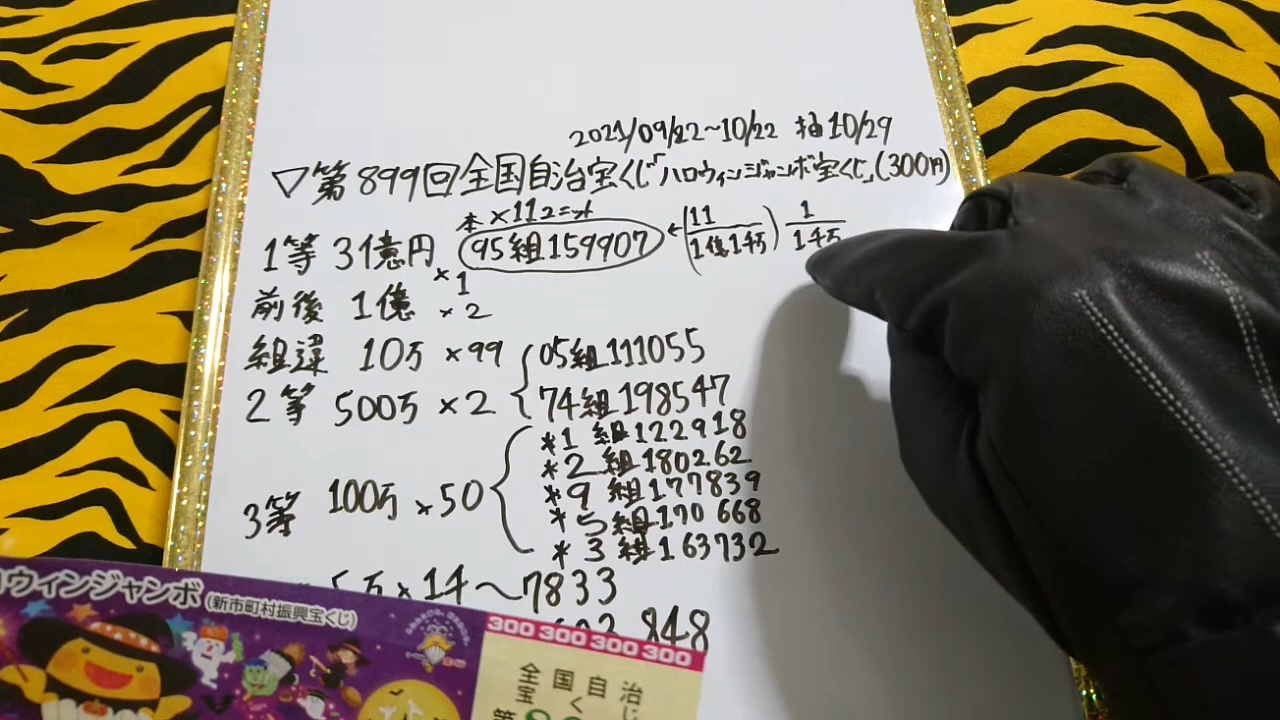 2021/09/22~10/22 抽10/29
▽第899回全国自治宝くじ「ハロウィンジャンボ宝くじ」(300円)
本×11ユニット
1等 3億円 ×1 95組159907 ← (11/1億1千万) 1/1千万
前後 1億 ×2
組違 10万 ×99
2等 500万 ×2 { 05組111055
74組198547
3等 100万 ×50 { *1組122918
*2組180262
*9組177839
*5組170668
*3組163732
5万×14~7833
848
ロウィンジャンボ (新市町村振興宝くじ)
300 300 300 300
全国自治
宝くじ
第